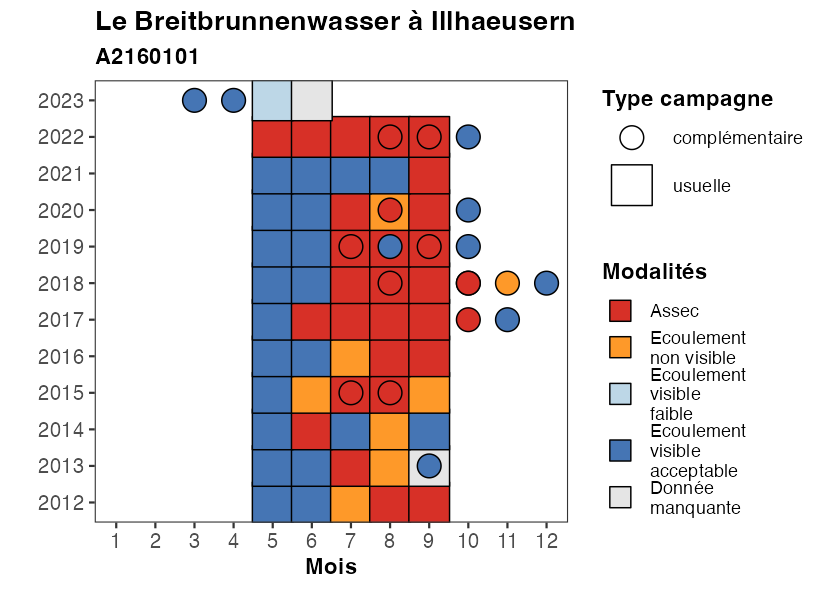 Le Breitbrunnenwasser à Illhaeusern
A2160101
2023
2022
2021
2020
2019
2018
2017
2016
2015
2014
2013
2012
1 2 3 4 5 6 7 8 9 10 11 12
Mois
Type campagne
complémentaire
usuelle
Modalités
Assec
Ecoulement
non visible
Ecoulement
visible
faible
Ecoulement
visible
acceptable
Donnée
manquante